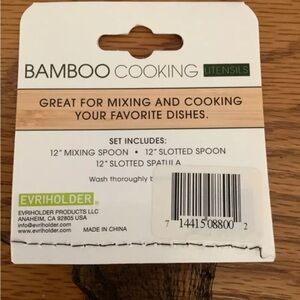 BAMBOO COOKING UTENSILS
GREAT FOR MIXING AND COOKING
YOUR FAVORITE DISHES.
SET INCLUDES:
12" MIXING SPOON • 12" SLOTTED SPOON
12" SLOTTED SPATULA
Wash thoroughly
EVRIHOLDER
EVRIHOLDER PRODUCTS LLC
ANAHEIM, CA 92805 USA
info@evriholder.com
www.evriholder.com
MADE IN CHINA
7 14415 08800 2